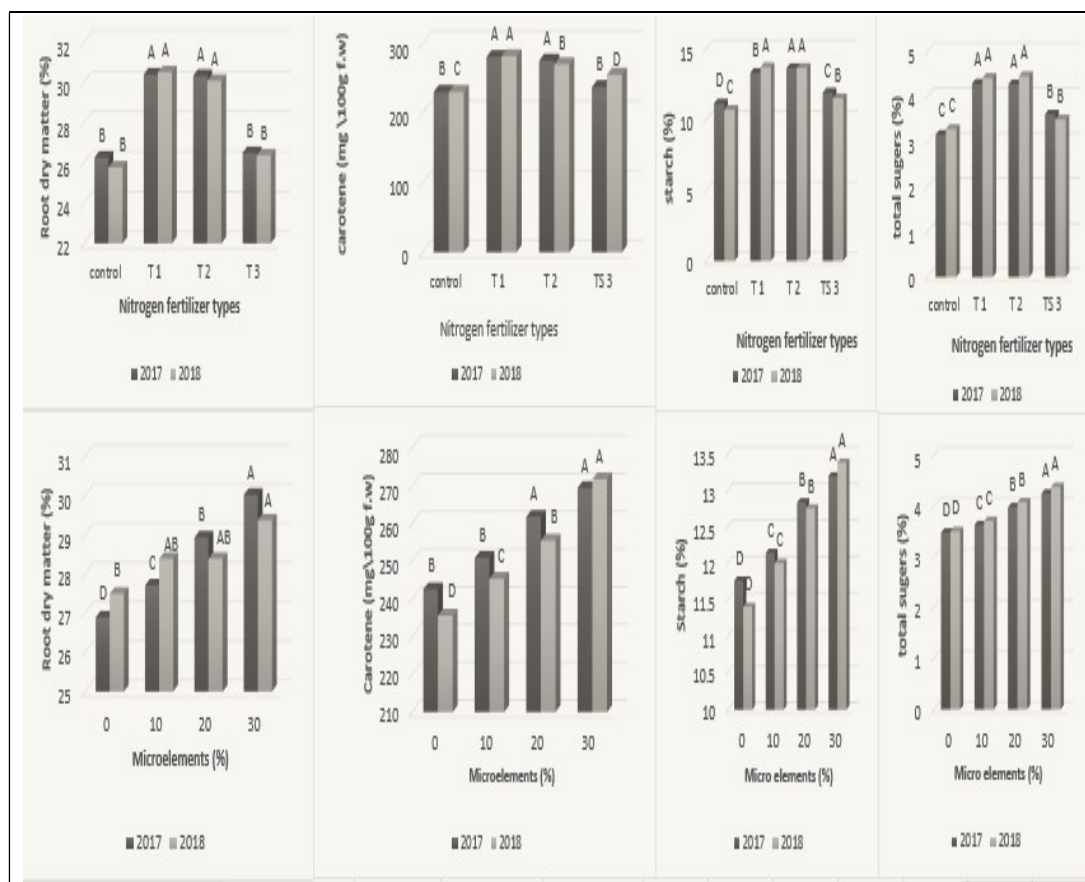 Root dry matter (%)
32
30
28
26
24
22
B B A A A A B B
control T1 T2 T3
Nitrogen fertilizer types
■ 2017 ■ 2018
carotene (mg \100g f.w)
300
200
100
0
B C A A A B B D
control T1 T2 TS 3
Nitrogen fertilizer types
■ 2017 ■ 2018
starch (%)
15
10
5
0
D C B A A A C B
control T1 T2 TS 3
Nitrogen fertilizer types
■ 2017 ■ 2018
total sugers (%)
5
4
3
2
1
0
C C A A A A B B
control T1 T2 TS 3
Nitrogen fertilizer types
■ 2017 ■ 2018
Root dry matter (%)
31
30
29
28
27
26
25
D B C AB B AB A A
0 10 20 30
Microelements (%)
■ 2017 ■ 2018
Carotene (mg\100g f.w)
280
270
260
250
240
230
220
210
B D B C A B A A
0 10 20 30
Microelements (%)
■ 2017 ■ 2018
Starch (%)
13.5
13
12.5
12
11.5
11
10.5
10
D D C C B B A A
0 10 20 30
Micro elements (%)
■ 2017 ■ 2018
total sugers (%)
5
4
3
2
1
0
D D C C B B A A
0 10 20 30
Micro elements (%)
■ 2017 ■ 2018